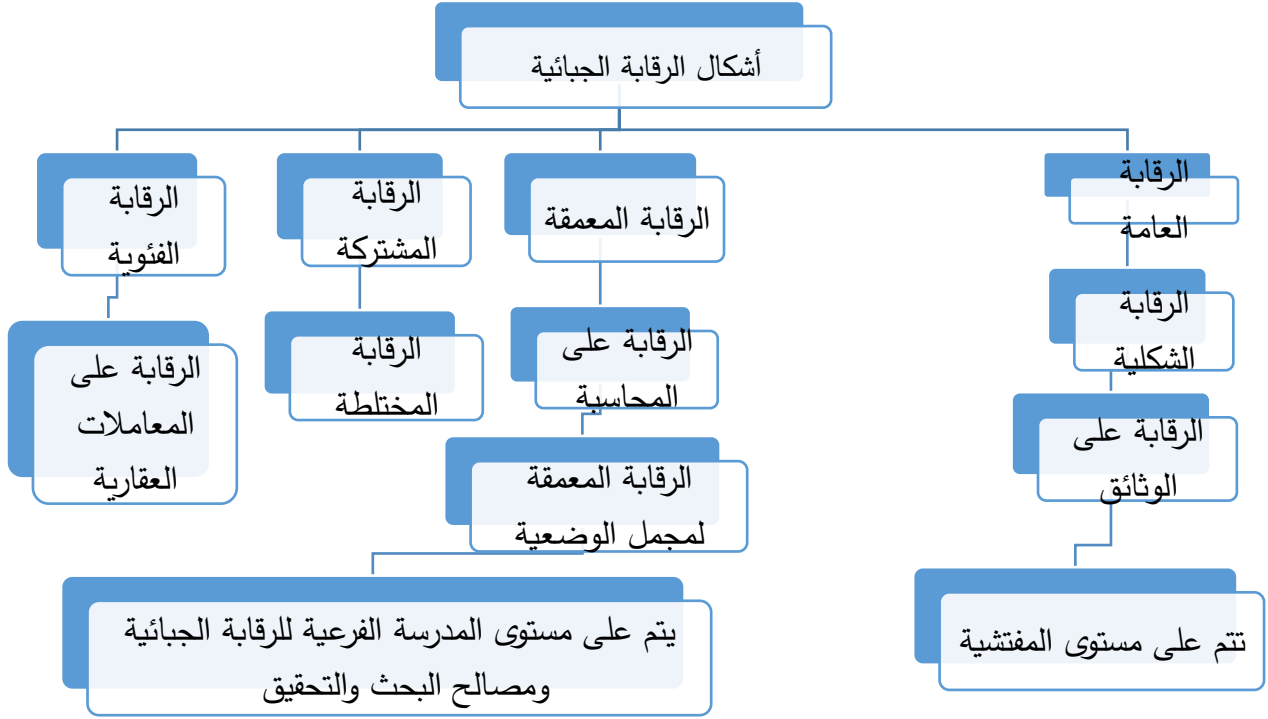 أشكال الرقابة الجبائية
الرقابة
العامة
الرقابة
الشكلية
الرقابة على
الوثائق
تتم على مستوى المفتشية
الرقابة المعمقة
الرقابة على
المحاسبة
الرقابة المعمقة
لمجمل الوضعية
يتم على مستوى المدرسة الفرعية للرقابة الجبائية
ومصالح البحث والتحقيق
الرقابة
المشتركة
الرقابة
المختلطة
الرقابة
الفئوية
الرقابة على
المعاملات
العقارية